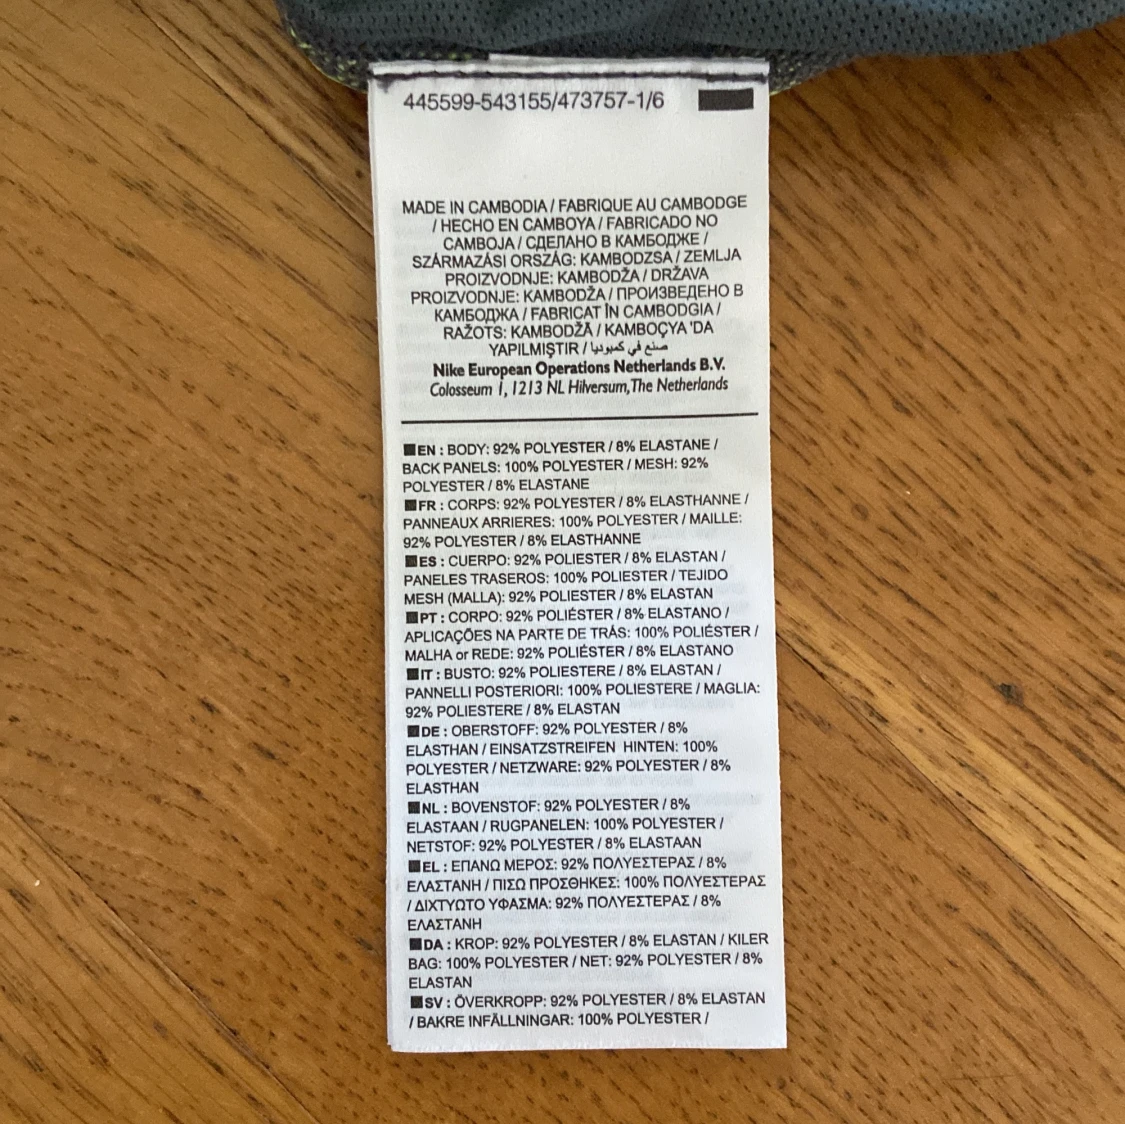 445599-543155/473757-1/6
MADE IN CAMBODIA / FABRIQUE AU CAMBODGE
/ HECHO EN CAMBOYA / FABRICADO NO
CAMBOJA / СДЕЛАНО В КАМБОДЖЕ /
SZÁRMAZÁSI ORSZÁG: KAMBODZSA / ZEMLJA
PROIZVODNJE: KAMBODŽA / DRŽAVA
PROIZVODNJE: KAMBODŽA / ПРОИЗВЕДЕНО В
КАМБОДЖА / FABRICAT ÎN CAMBODGIA /
RAŽOTS: KAMBODŽĀ / KAMBOÇYA 'DA
YAPILMIŞTIR / صنع في كمبوديا
Nike European Operations Netherlands B.V.
Colosseum 1, 1213 NL Hilversum, The Netherlands
EN : BODY: 92% POLYESTER / 8% ELASTANE /
BACK PANELS: 100% POLYESTER / MESH: 92%
POLYESTER / 8% ELASTANE
FR : CORPS: 92% POLYESTER / 8% ELASTHANNE /
PANNEAUX ARRIERES: 100% POLYESTER / MAILLE:
92% POLYESTER / 8% ELASTHANNE
ES : CUERPO: 92% POLIESTER / 8% ELASTAN /
PANELES TRASEROS: 100% POLIESTER / TEJIDO
MESH (MALLA): 92% POLIESTER / 8% ELASTAN
PT : CORPO: 92% POLIÉSTER / 8% ELASTANO /
APLICAÇÕES NA PARTE DE TRÁS: 100% POLIÉSTER /
MALHA or REDE: 92% POLIÉSTER / 8% ELASTANO
IT : BUSTO: 92% POLIESTERE / 8% ELASTAN /
PANNELLI POSTERIORI: 100% POLIESTERE / MAGLIA:
92% POLIESTERE / 8% ELASTAN
DE : OBERSTOFF: 92% POLYESTER / 8%
ELASTHAN / EINSATZSTREIFEN HINTEN: 100%
POLYESTER / NETZWARE: 92% POLYESTER / 8%
ELASTHAN
NL : BOVENSTOF: 92% POLYESTER / 8%
ELASTAAN / RUGPANELEN: 100% POLYESTER /
NETSTOF: 92% POLYESTER / 8% ELASTAAN
EL : ΕΠΑΝΩ ΜΕΡΟΣ: 92% ΠΟΛΥΕΣΤΕΡΑΣ / 8%
ΕΛΑΣΤΑΝΗ / ΠΙΣΩ ΠΡΟΣΘΗΚΕΣ: 100% ΠΟΛΥΕΣΤΕΡΑΣ
/ ΔΙΧΤΥΩΤΟ ΥΦΑΣΜΑ: 92% ΠΟΛΥΕΣΤΕΡΑΣ / 8%
ΕΛΑΣΤΑΝΗ
DA : KROP: 92% POLYESTER / 8% ELASTAN / KILER
BAG: 100% POLYESTER / NET: 92% POLYESTER / 8%
ELASTAN
SV : ÖVERKROPP: 92% POLYESTER / 8% ELASTAN
/ BAKRE INFÄLLNINGAR: 100% POLYESTER /